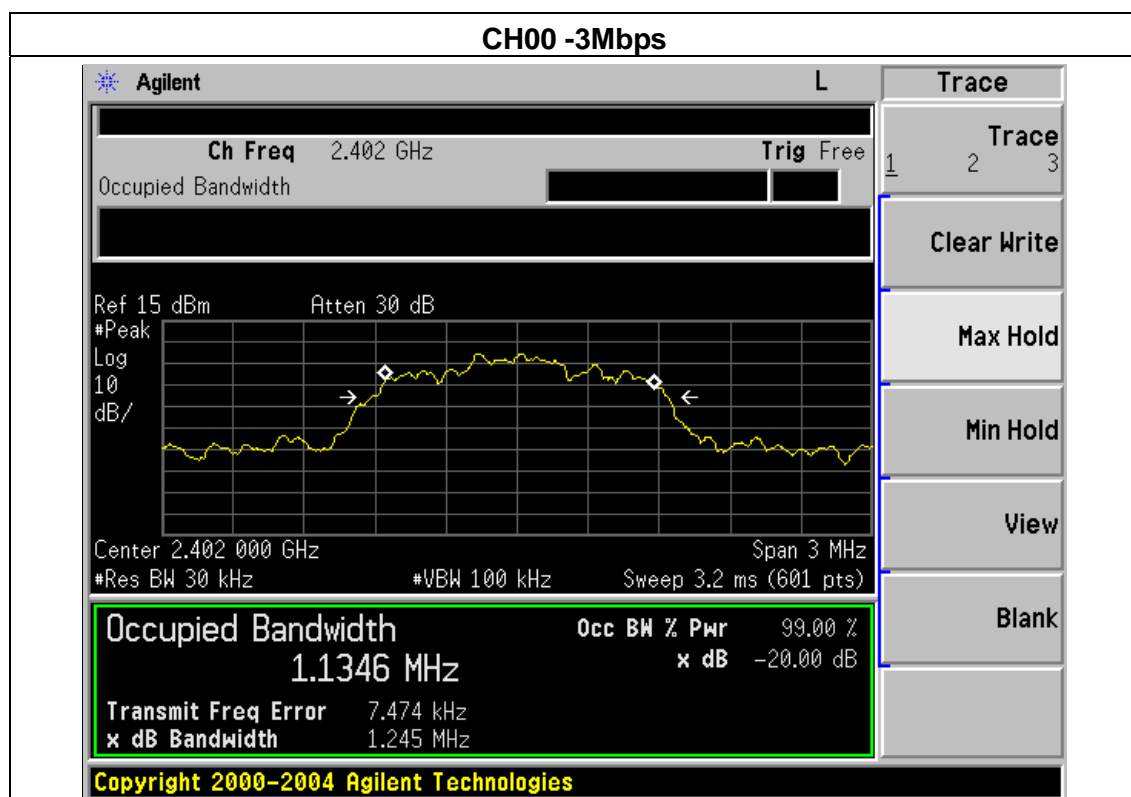 CH00 -3Mbps
Agilent L Trace
Ch Freq 2.402 GHz Trig Free
Occupied Bandwidth
Trace
1 2 3
Clear Write
Max Hold
Min Hold
View
Blank
Ref 15 dBm Atten 30 dB
#Peak
Log
10
dB/
Center 2.402 000 GHz Span 3 MHz
#Res BW 30 kHz #VBW 100 kHz Sweep 3.2 ms (601 pts)
Occupied Bandwidth Occ BW % Pwr 99.00 %
1.1346 MHz x dB -20.00 dB
Transmit Freq Error 7.474 kHz
x dB Bandwidth 1.245 MHz
Copyright 2000-2004 Agilent Technologies